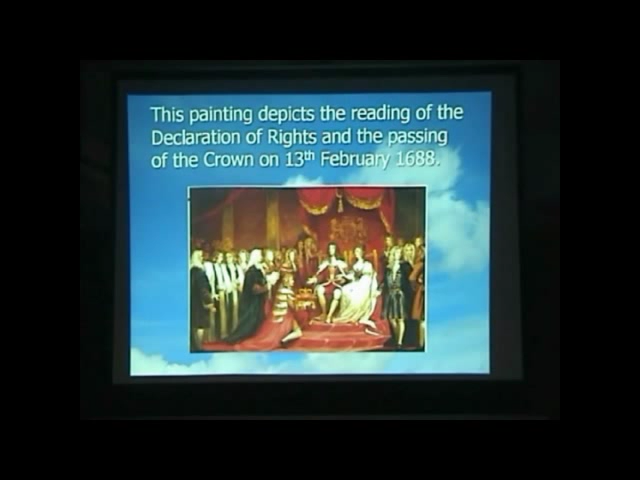 This painting depicts the reading of the
Declaration of Rights and the passing
of the Crown on 13th February 1688.